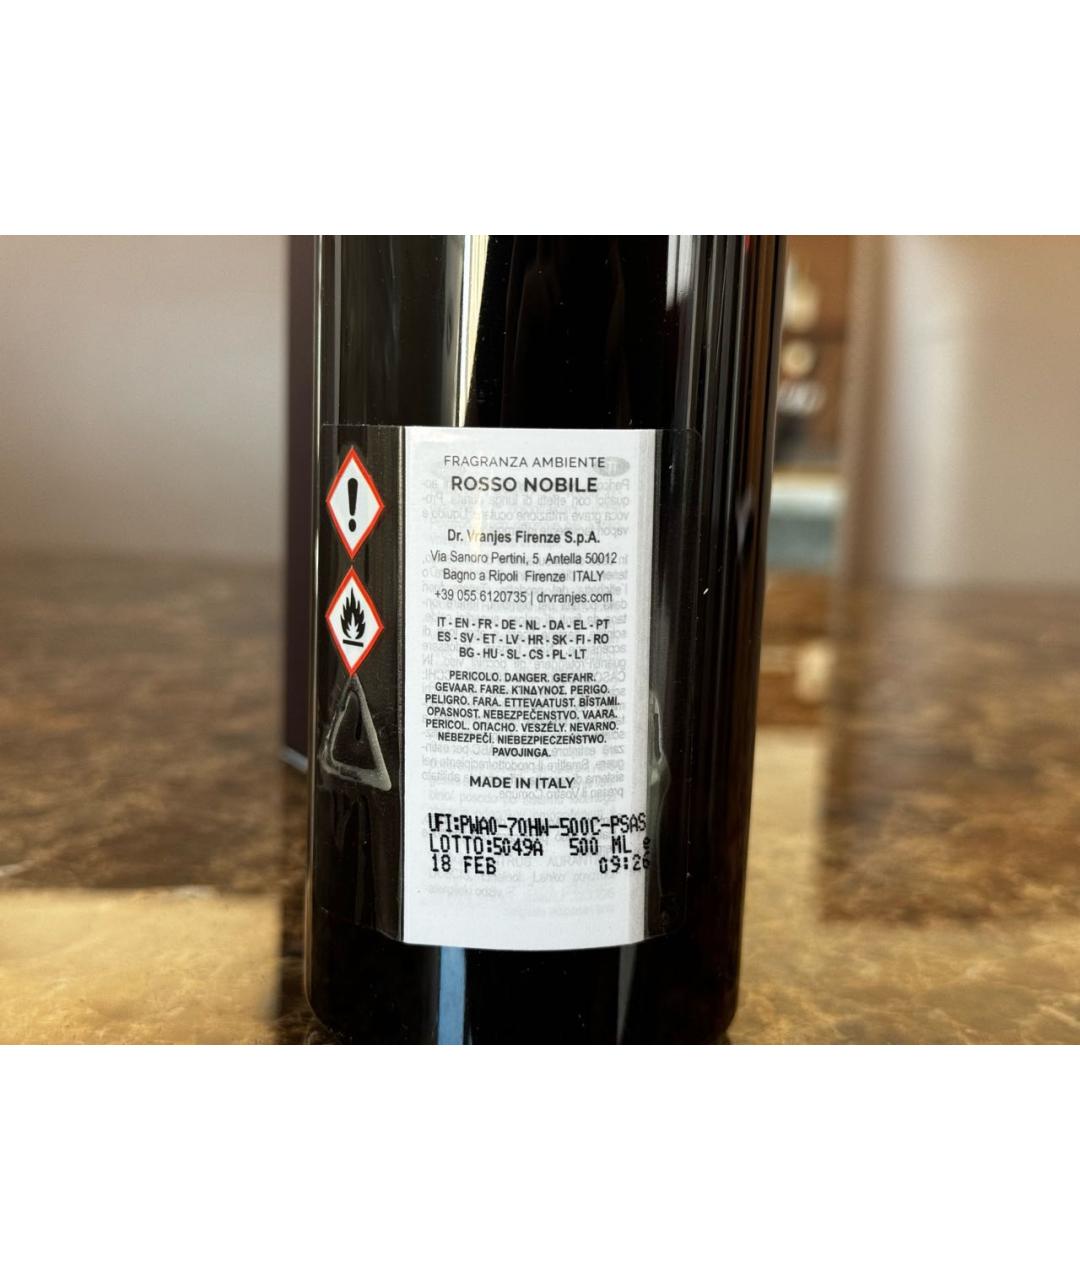 FRAGRANZA AMBIENTE
ROSSO NOBILE
Dr. Vranjes Firenze S.p.A.
Via Sandro Pertini, 5 Antella 50012
Bagno a Ripoli Firenze ITALY
+39 055 6120735 | drvranjes.com
IT - EN - FR - DE - NL - DA - EL - PT
ES - SV - ET - LV - HR - SK - FI - RO
BG - HU - SL - CS - PL - LT
PERICOLO. DANGER. GEFAHR.
GEVAAR. FARE. ΚΊΝΔΥΝΟΣ. PERIGO.
PELIGRO. FARA. ETTEVAATUST. BĪSTAMI.
OPASNOST. NEBEZPEČENSTVO. VAARA.
PERICOL. ОПАСНО. VESZÉLY. NEVARNO.
NEBEZPEČÍ. NIEBEZPIECZEŃSTWO.
PAVOJINGA.
MADE IN ITALY
UFI:PWA0-70HW-500C-PSAS
LOTTO:5049A 500 ML e
18 FEB 09:26